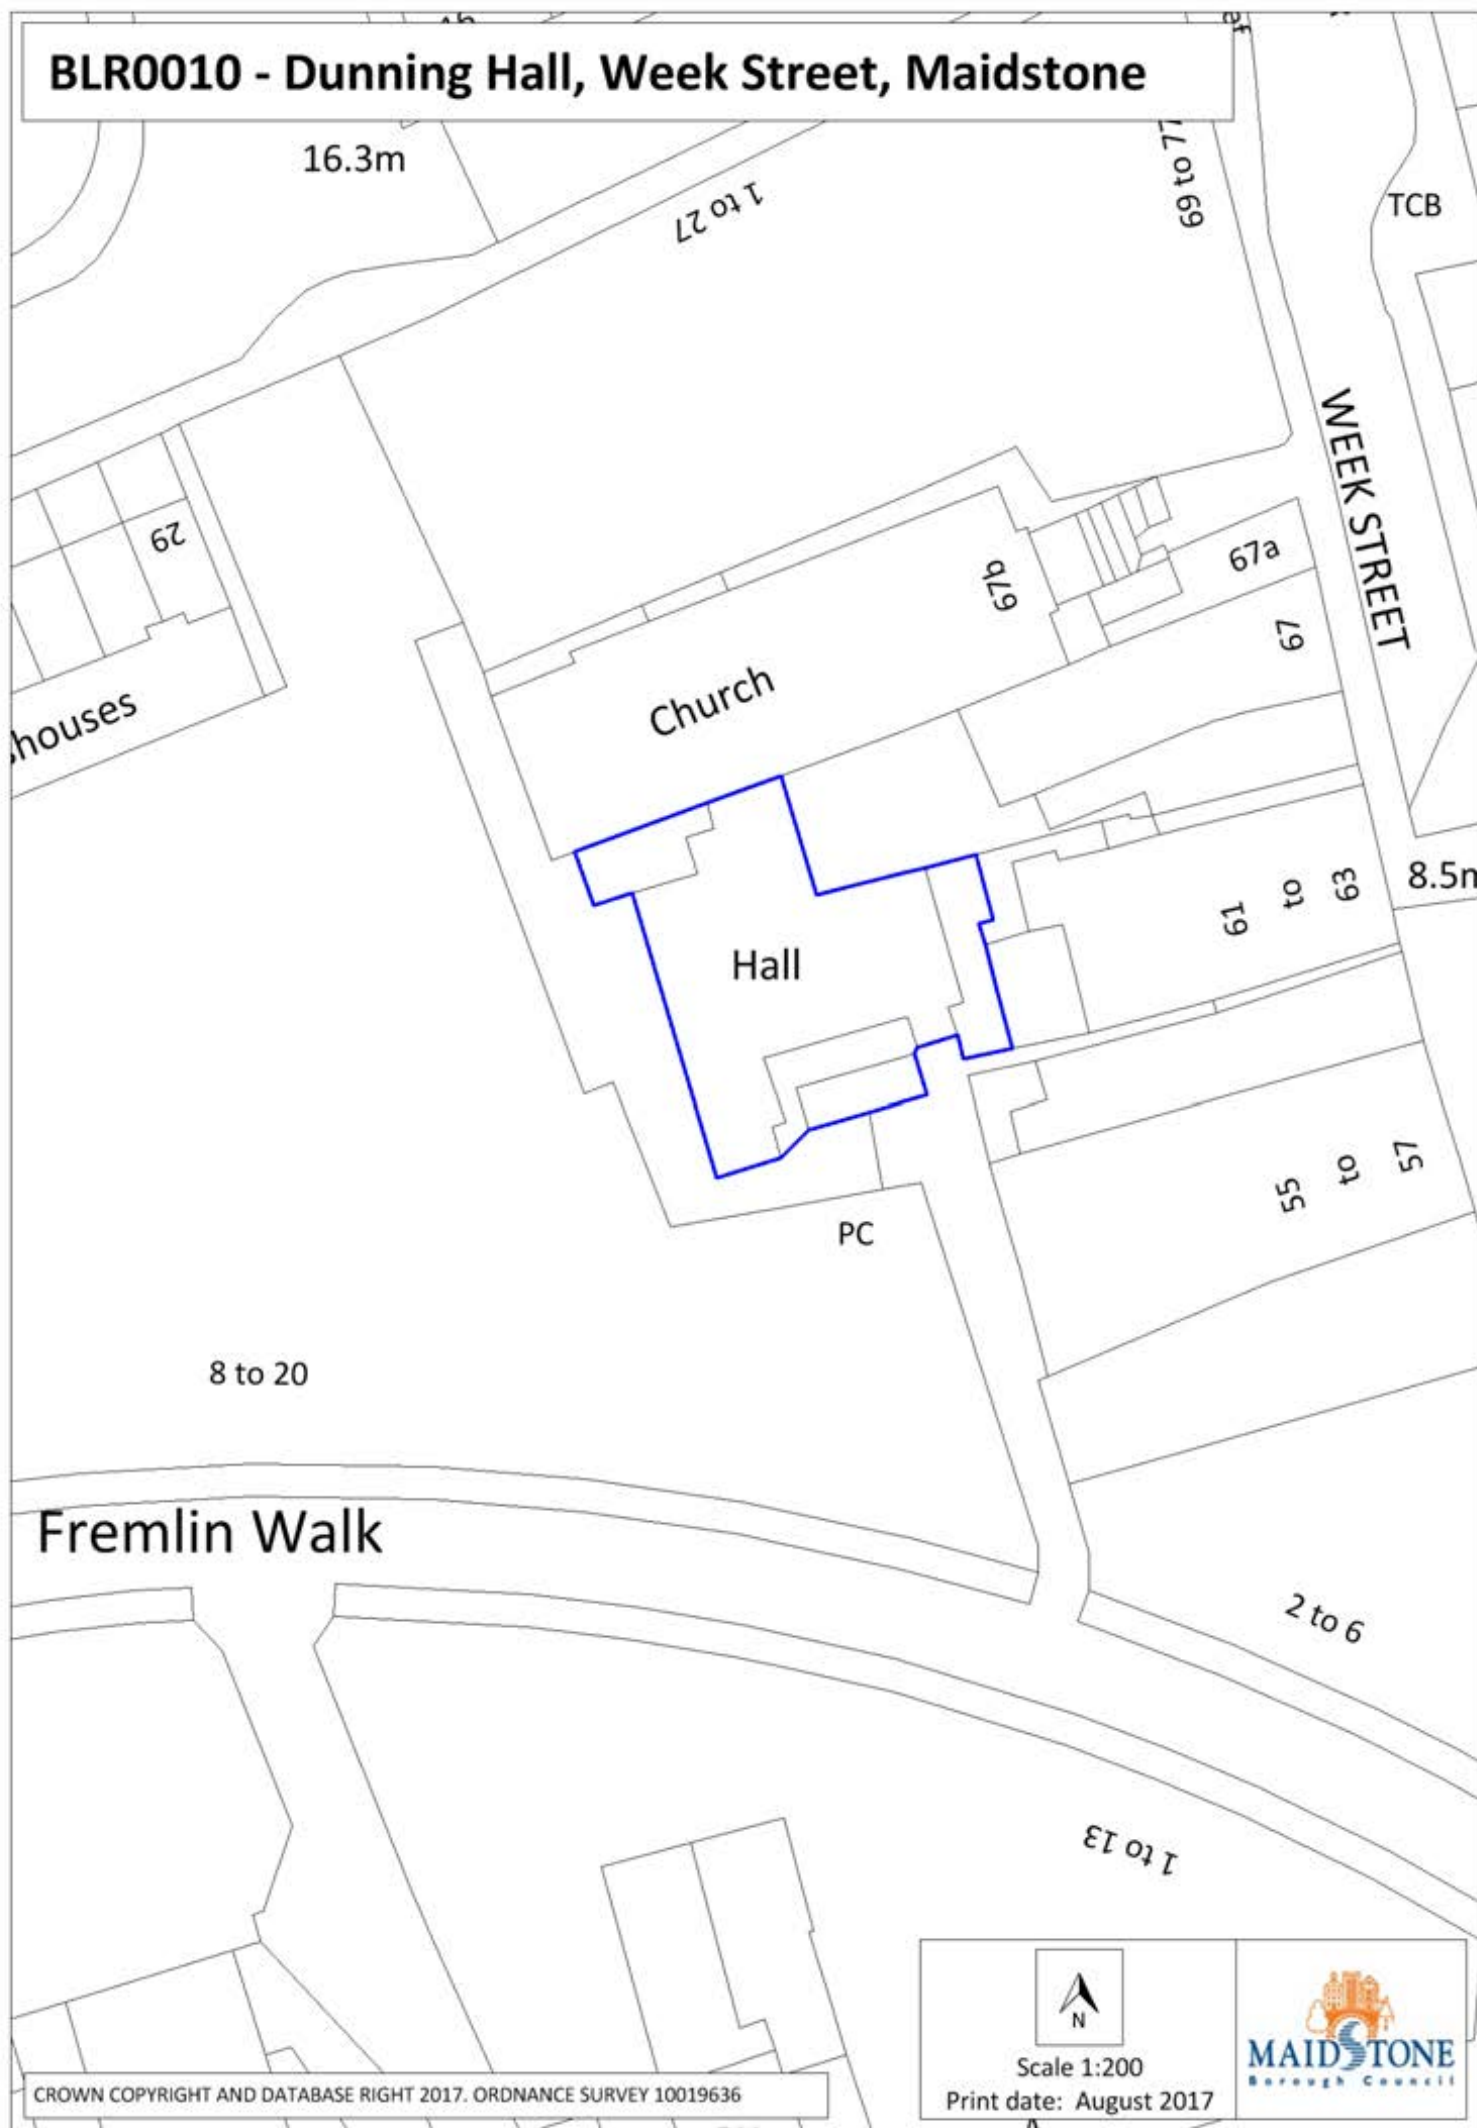 BLR0010 - Dunning Hall, Week Street, Maidstone
16.3m
1 to 27
69 to 77
TCB
WEEK STREET
29
67b
67a
67
Church
houses
Hall
61 to 63
8.5m
55 to 57
PC
8 to 20
Fremlin Walk
2 to 6
1 to 13
N
Scale 1:200
Print date: August 2017
MAIDSTONE
Borough Council
CROWN COPYRIGHT AND DATABASE RIGHT 2017. ORDNANCE SURVEY 10019636